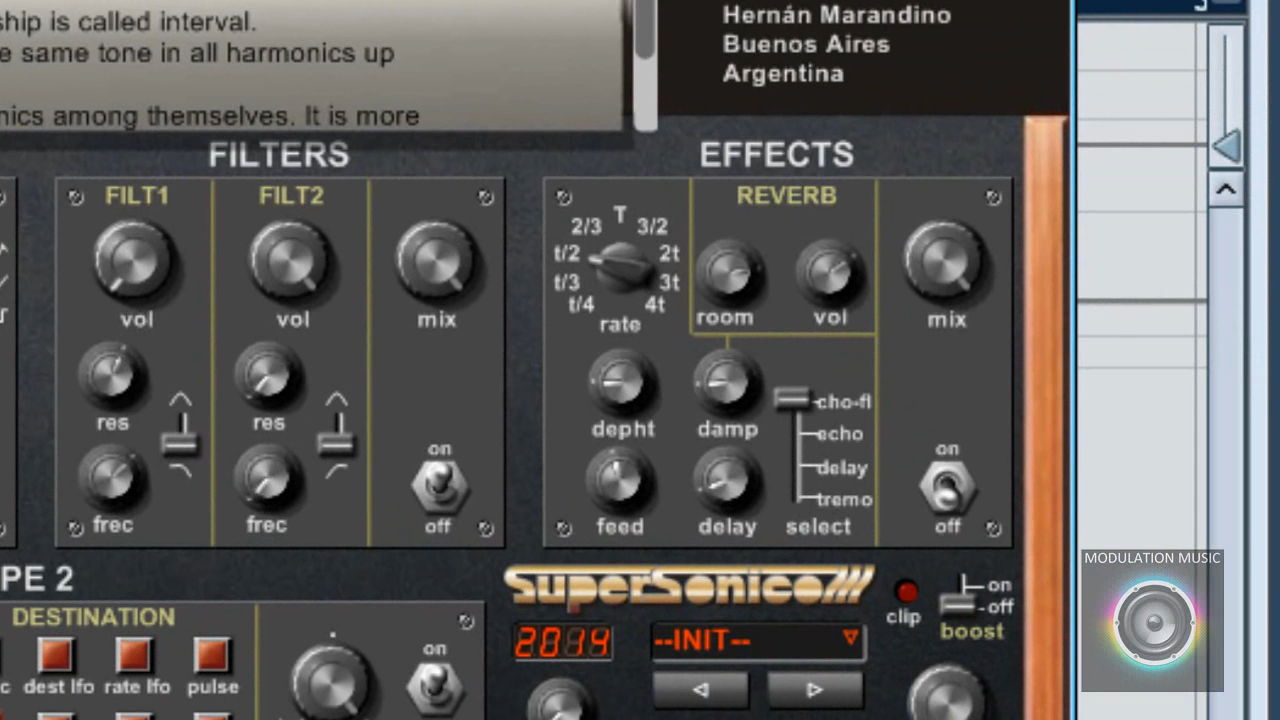 ship is called interval.
e same tone in all harmonics up
nics among themselves. It is more
Hernán Marandino
Buenos Aires
Argentina
FILTERS
EFFECTS
FILT1
FILT2
REVERB
vol
vol
mix
T
2/3
3/2
t/2
2t
t/3
3t
t/4
4t
rate
room
vol
mix
res
res
depht
damp
cho-fl
echo
delay
tremo
select
on
off
on
off
frec
frec
feed
delay
PE 2
DESTINATION
c
dest lfo
rate lfo
pulse
on
SuperSonico
2014
--INIT--
clip
on
off
boost
MODULATION MUSIC